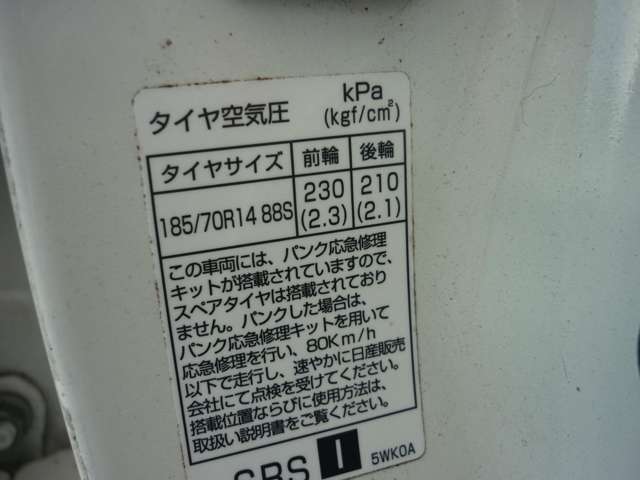 タイヤ空気圧 kPa
(kgf/cm²)
タイヤサイズ 前輪 後輪
185/70R14 88S 230 210
(2.3) (2.1)
この車両には、パンク応急修理
キットが搭載されていますので、
スペアタイヤは搭載されており
ません。パンクした場合は、
パンク応急修理キットを用いて
応急修理を行い、80Km/h
以下で走行し、速やかに日産販売
会社にて点検を受けてください。
搭載位置ならびに使用方法は、
取扱い説明書をご覧ください。
I 5WK0A